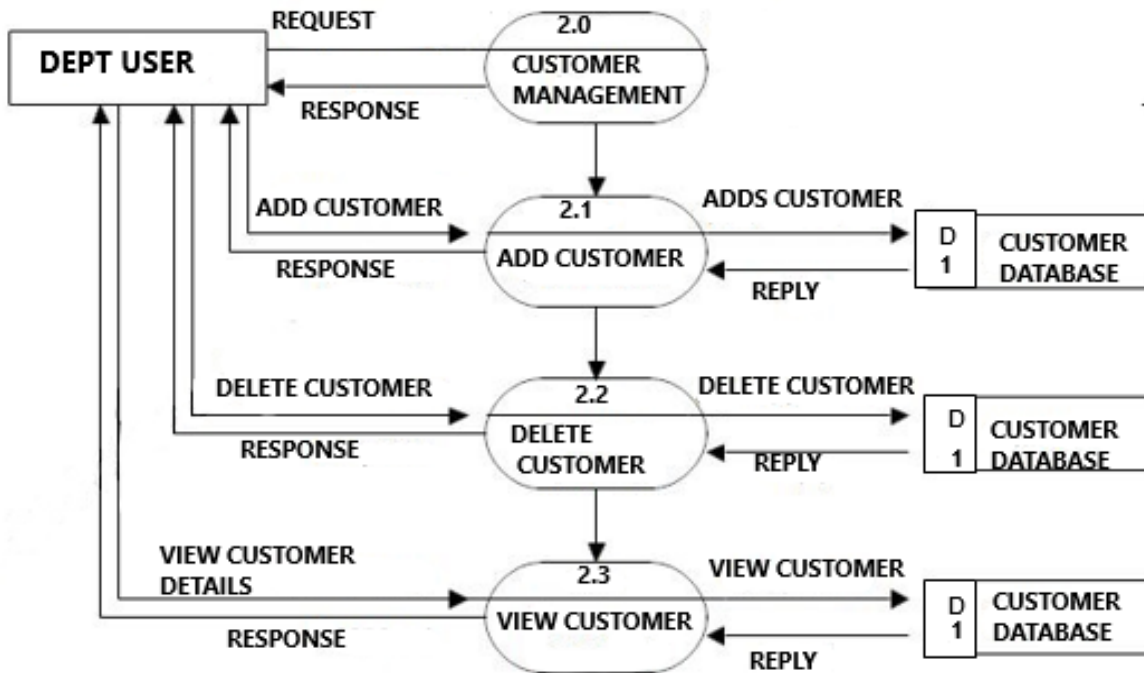 REQUEST
2.0
DEPT USER
CUSTOMER
MANAGEMENT
RESPONSE
ADD CUSTOMER
2.1
ADDS CUSTOMER
RESPONSE
ADD CUSTOMER
REPLY
D
1
CUSTOMER
DATABASE
DELETE CUSTOMER
2.2
DELETE CUSTOMER
RESPONSE
DELETE
CUSTOMER
REPLY
D
1
CUSTOMER
DATABASE
VIEW CUSTOMER
DETAILS
2.3
VIEW CUSTOMER
RESPONSE
VIEW CUSTOMER
REPLY
D
1
CUSTOMER
DATABASE